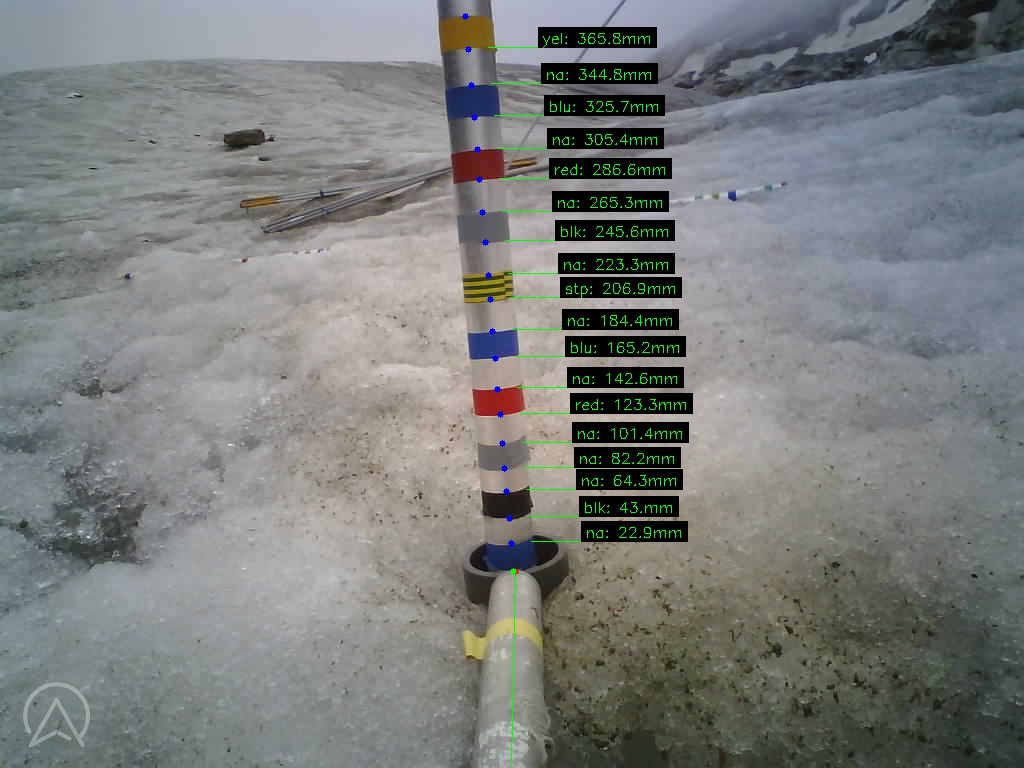 yel: 365.8mm
na: 344.8mm
blu: 325.7mm
na: 305.4mm
red: 286.6mm
na: 265.3mm
blk: 245.6mm
na: 223.3mm
stp: 206.9mm
na: 184.4mm
blu: 165.2mm
na: 142.6mm
red: 123.3mm
na: 101.4mm
na: 82.2mm
na: 64.3mm
blk: 43.mm
na: 22.9mm